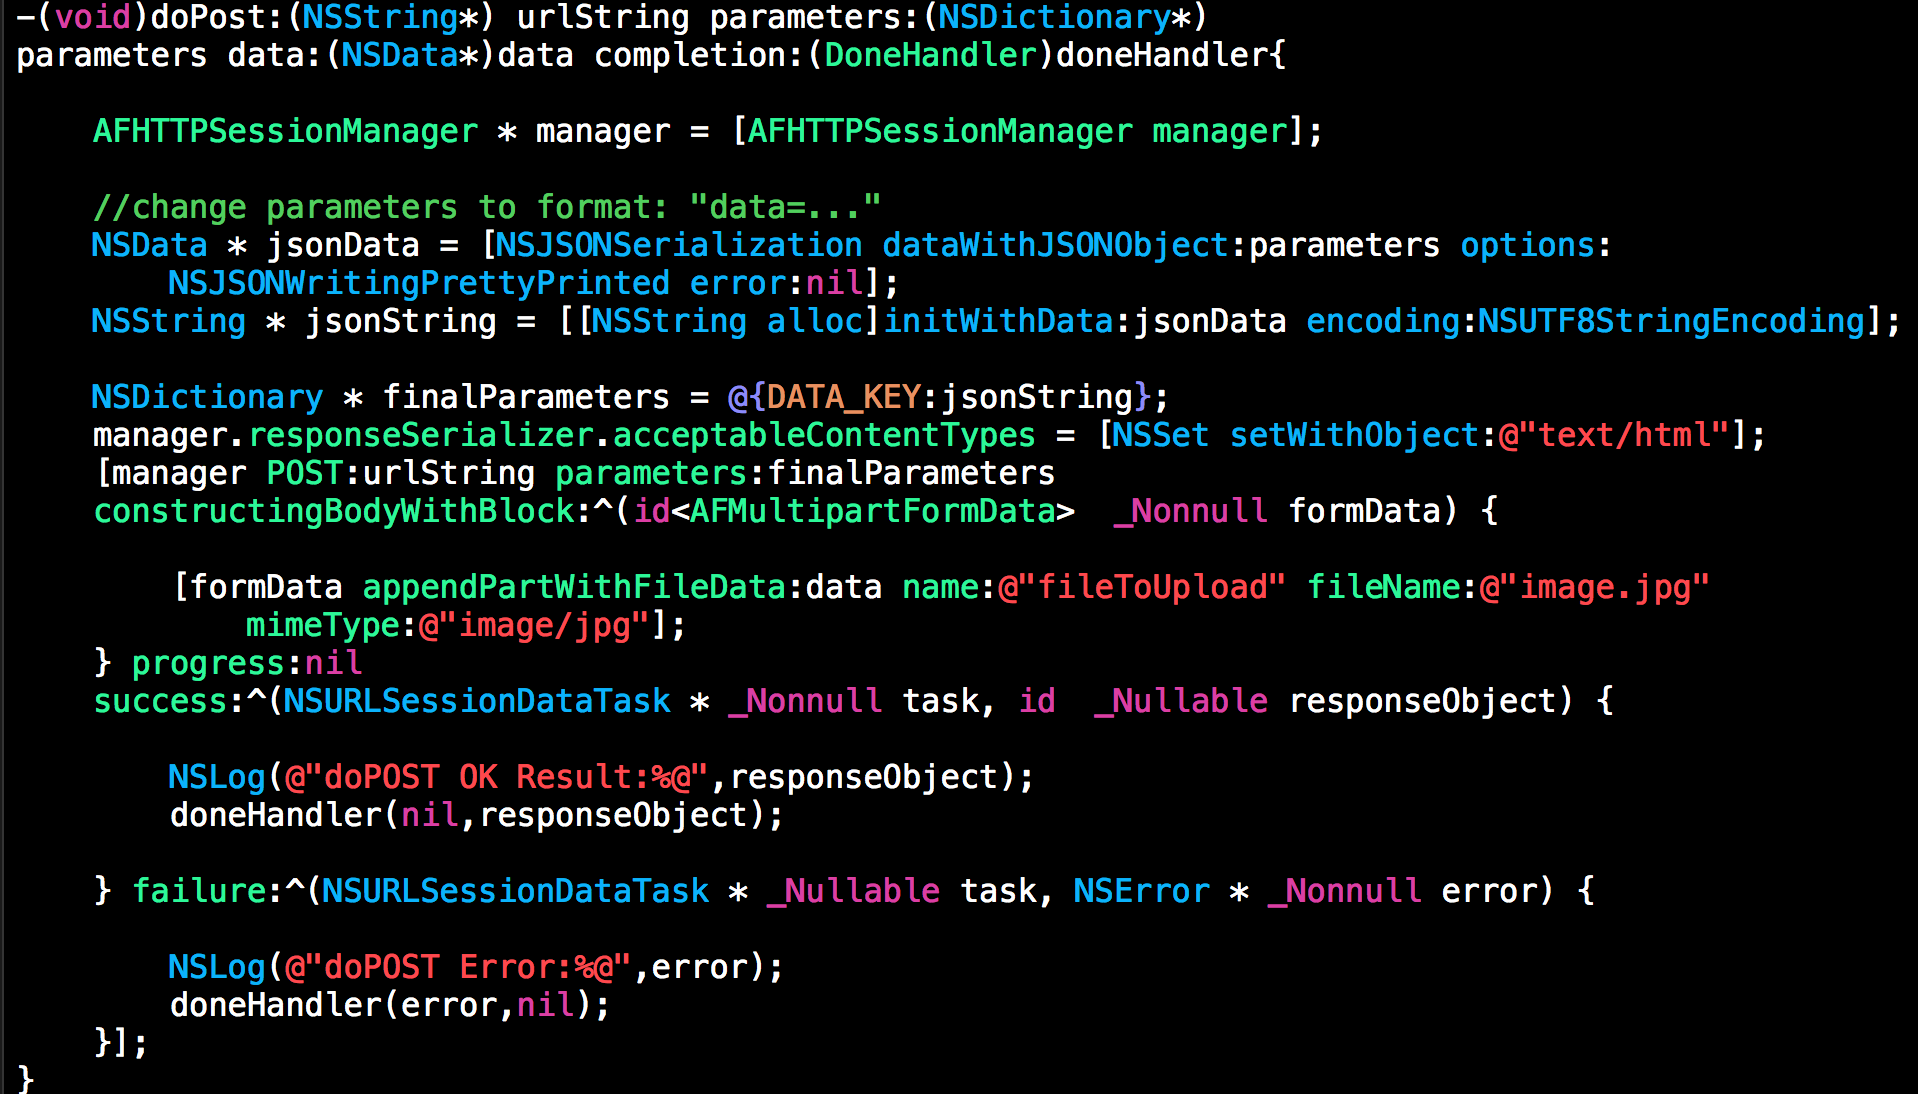 -(void)doPost:(NSString*) urlString parameters:(NSDictionary*)
parameters data:(NSData*)data completion:(DoneHandler)doneHandler{
AFHTTPSessionManager * manager = [AFHTTPSessionManager manager];
//change parameters to format: "data=..."
NSData * jsonData = [NSJSONSerialization dataWithJSONObject:parameters options:
NSJSONWritingPrettyPrinted error:nil];
NSString * jsonString = [[NSString alloc]initWithData:jsonData encoding:NSUTF8StringEncoding];
NSDictionary * finalParameters = @{DATA_KEY:jsonString};
manager.responseSerializer.acceptableContentTypes = [NSSet setWithObject:@"text/html"];
[manager POST:urlString parameters:finalParameters
constructingBodyWithBlock:^(id<AFMultipartFormData>  _Nonnull formData) {
[formData appendPartWithFileData:data name:@"fileToUpload" fileName:@"image.jpg"
mimeType:@"image/jpg"];
} progress:nil
success:^(NSURLSessionDataTask * _Nonnull task, id  _Nullable responseObject) {
NSLog(@"doPOST OK Result:%@",responseObject);
doneHandler(nil,responseObject);
} failure:^(NSURLSessionDataTask * _Nullable task, NSError * _Nonnull error) {
NSLog(@"doPOST Error:%@",error);
doneHandler(error,nil);
}];
}